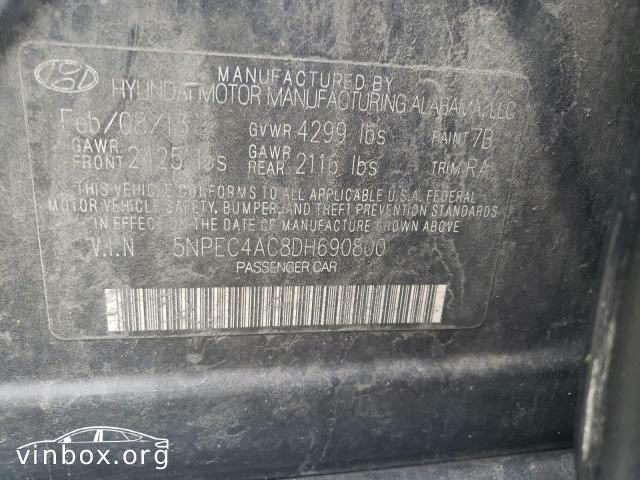 MANUFACTURED BY
HYUNDAI MOTOR MANUFACTURING ALABAMA, LLC
Feb/08/13 GVWR 4299 lbs PAINT 7B
GAWR FRONT 2425 lbs GAWR REAR 2116 lbs TRIM RA
THIS VEHICLE CONFORMS TO ALL APPLICABLE U.S.A. FEDERAL
MOTOR VEHICLE, SAFETY, BUMPER, AND THEFT PREVENTION STANDARDS
IN EFFECT ON THE DATE OF MANUFACTURE SHOWN ABOVE
V.I.N 5NPEC4AC8DH690800
PASSENGER CAR
vinbox.org